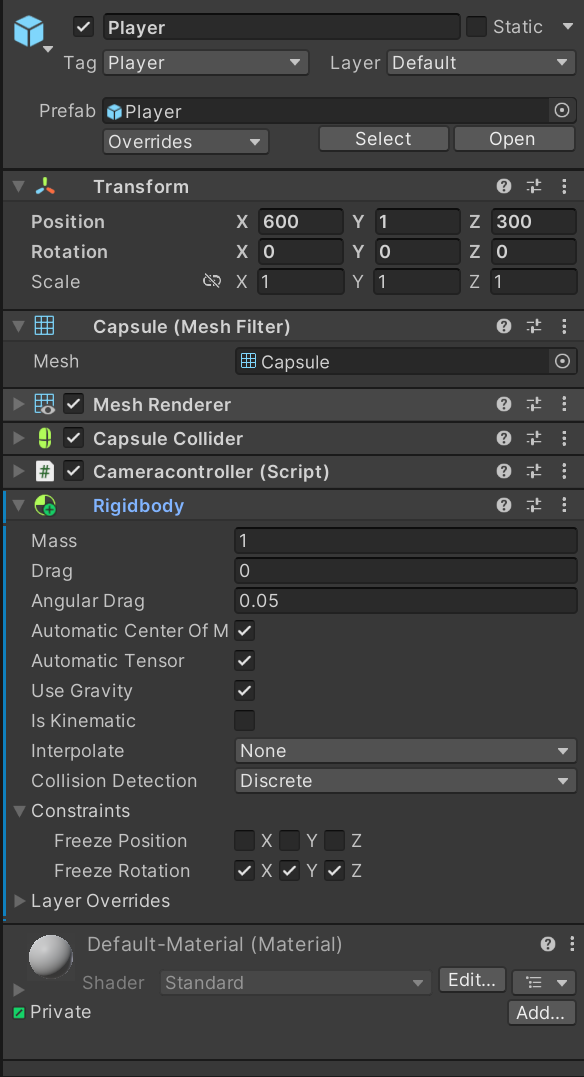 Player Static
Tag Player Layer Default
Prefab Player
Overrides Select Open
Transform
Position X 600 Y 1 Z 300
Rotation X 0 Y 0 Z 0
Scale X 1 Y 1 Z 1
Capsule (Mesh Filter)
Mesh Capsule
Mesh Renderer
Capsule Collider
# Cameracontroller (Script)
Rigidbody
Mass 1
Drag 0
Angular Drag 0.05
Automatic Center Of M
Automatic Tensor
Use Gravity
Is Kinematic
Interpolate None
Collision Detection Discrete
Constraints
Freeze Position X Y Z
Freeze Rotation X Y Z
Layer Overrides
Default-Material (Material)
Shader Standard Edit...
Private Add...